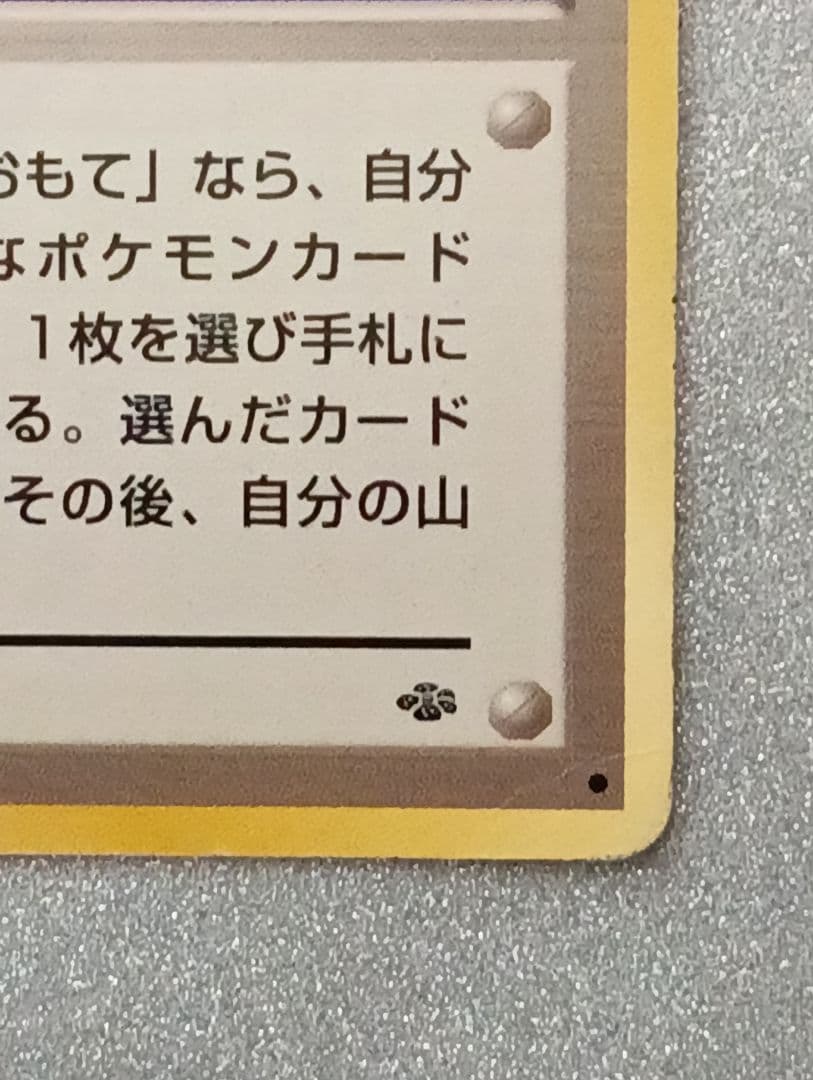 おもて」なら、自分
なポケモンカード
1枚を選び手札に
る。選んだカード
その後、自分の山